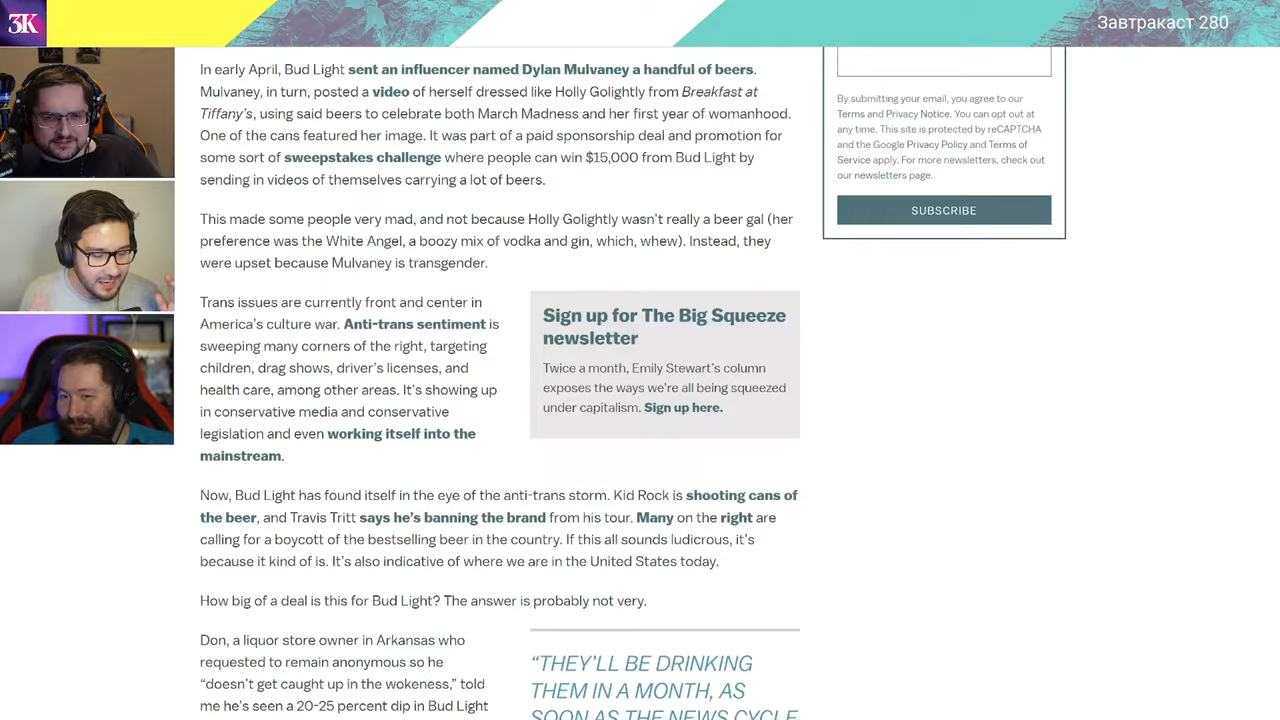 3K
Завтракаст 280
In early April, Bud Light sent an influencer named Dylan Mulvaney a handful of beers.
Mulvaney, in turn, posted a video of herself dressed like Holly Golightly from Breakfast at
Tiffany's, using said beers to celebrate both March Madness and her first year of womanhood.
One of the cans featured her image. It was part of a paid sponsorship deal and promotion for
some sort of sweepstakes challenge where people can win $15,000 from Bud Light by
sending in videos of themselves carrying a lot of beers.
This made some people very mad, and not because Holly Golightly wasn't really a beer gal (her
preference was the White Angel, a boozy mix of vodka and gin, which, whew). Instead, they
were upset because Mulvaney is transgender.
Trans issues are currently front and center in
America's culture war. Anti-trans sentiment is
sweeping many corners of the right, targeting
children, drag shows, driver's licenses, and
health care, among other areas. It's showing up
in conservative media and conservative
legislation and even working itself into the
mainstream.
Sign up for The Big Squeeze
newsletter
Twice a month, Emily Stewart's column
exposes the ways we're all being squeezed
under capitalism. Sign up here.
Now, Bud Light has found itself in the eye of the anti-trans storm. Kid Rock is shooting cans of
the beer, and Travis Tritt says he's banning the brand from his tour. Many on the right are
calling for a boycott of the bestselling beer in the country. If this all sounds ludicrous, it's
because it kind of is. It's also indicative of where we are in the United States today.
How big of a deal is this for Bud Light? The answer is probably not very.
Don, a liquor store owner in Arkansas who
requested to remain anonymous so he
"doesn't get caught up in the wokeness," told
me he's seen a 20-25 percent dip in Bud Light
"THEY'LL BE DRINKING
THEM IN A MONTH, AS
SOON AS THE NEWS CYCLE
By submitting your email, you agree to our
Terms and Privacy Notice. You can opt out at
any time. This site is protected by reCAPTCHA
and the Google Privacy Policy and Terms of
Service apply. For more newsletters, check out
our newsletters page.
SUBSCRIBE